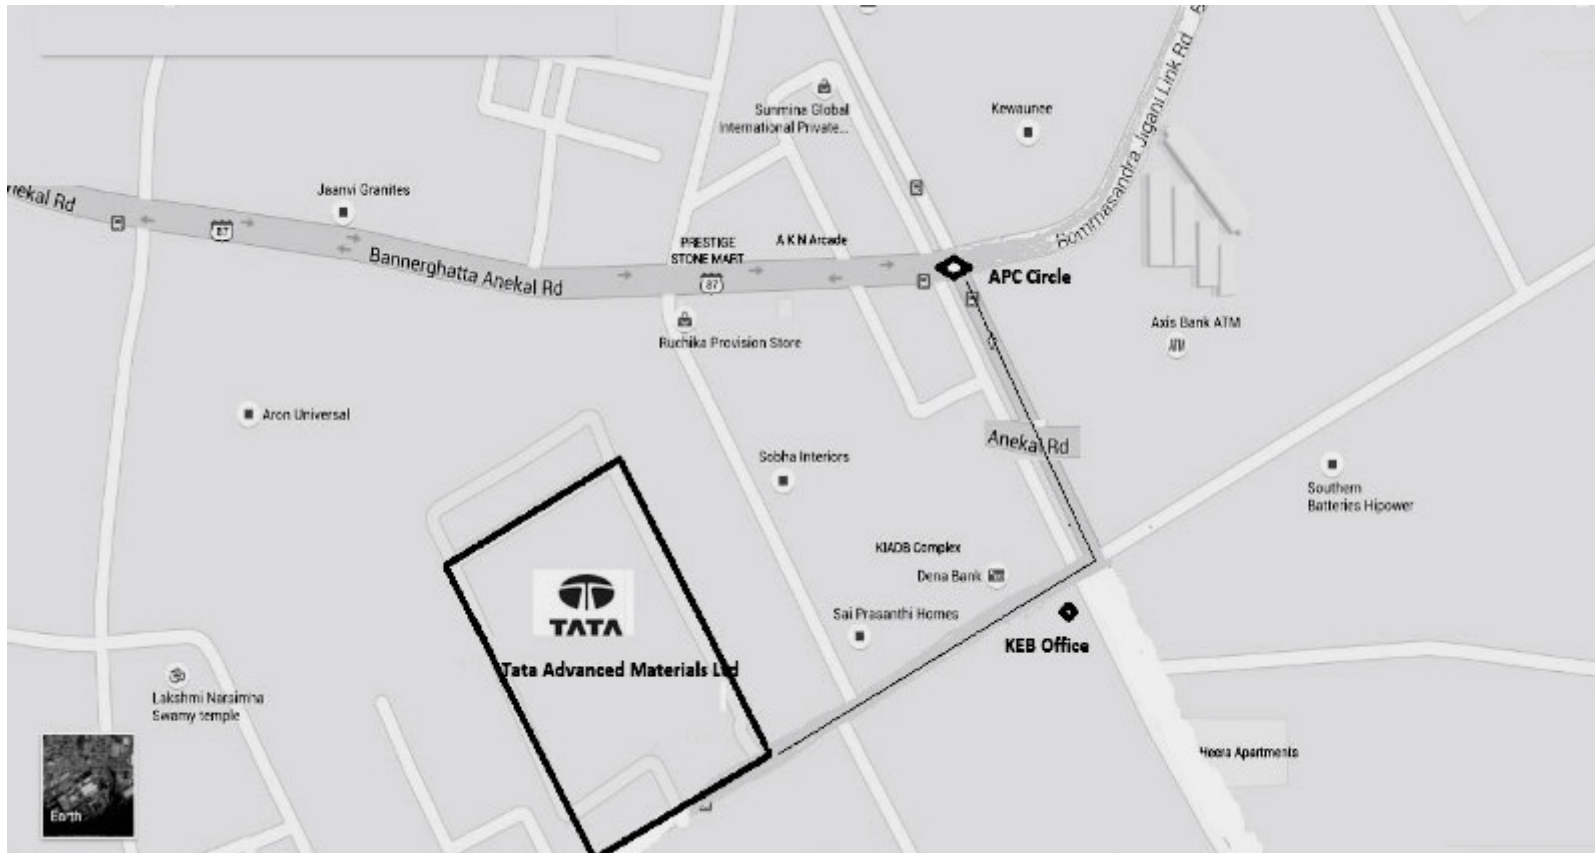 Sunmina Global
International Private...
Kewaunee
Bommasandra Jigani Link Rd
Jaanvi Granites
nekal Rd
87
Bannerghatta Anekal Rd
PRESTIGE
STONE MART
87
A K N Arcade
APC Circle
Ruchika Provision Store
Axis Bank ATM
ATM
Aron Universal
Anekal Rd
Sobha Interiors
Southern
Batteries Hipower
KIADB Complex
Dena Bank
Sai Prasanthi Homes
KEB Office
TATA
Tata Advanced Materials Ltd
Lakshmi Narsimha
Swamy temple
Heera Apartments
Earth